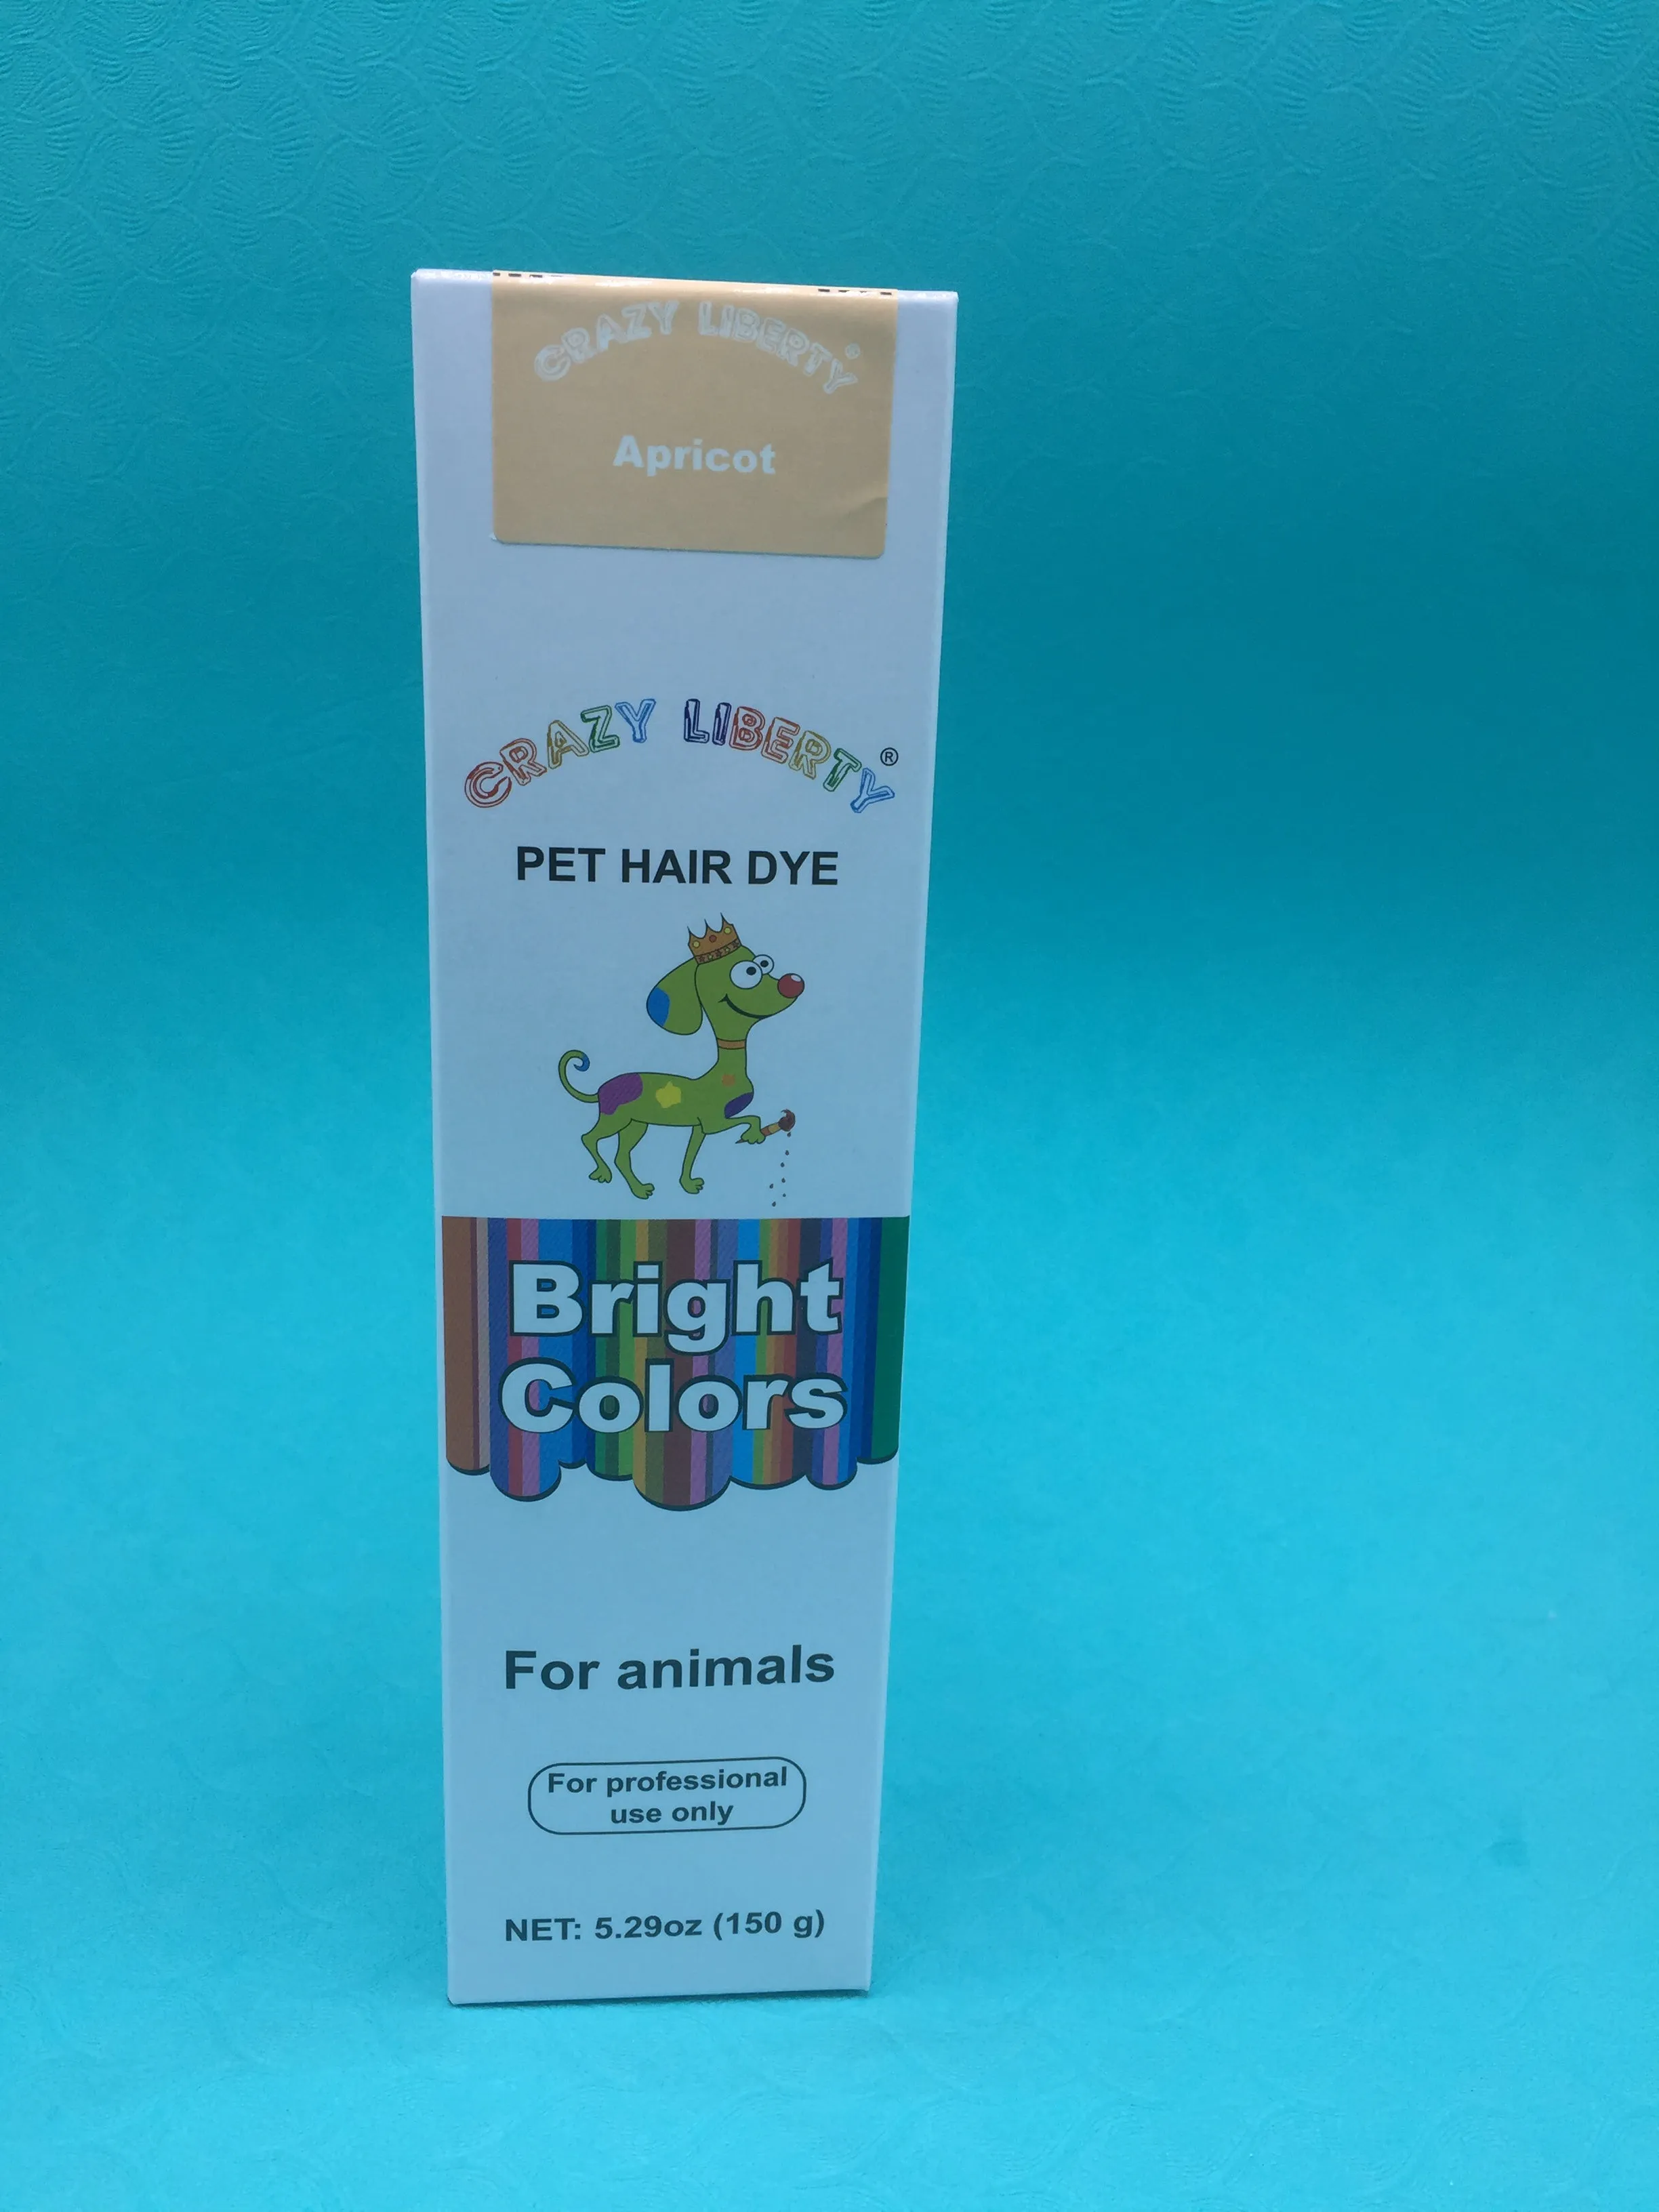 CRAZY LIBERTY
Apricot
CRAZY LIBERTY®
PET HAIR DYE
Bright
Colors
For animals
For professional
use only
NET: 5.29oz (150 g)